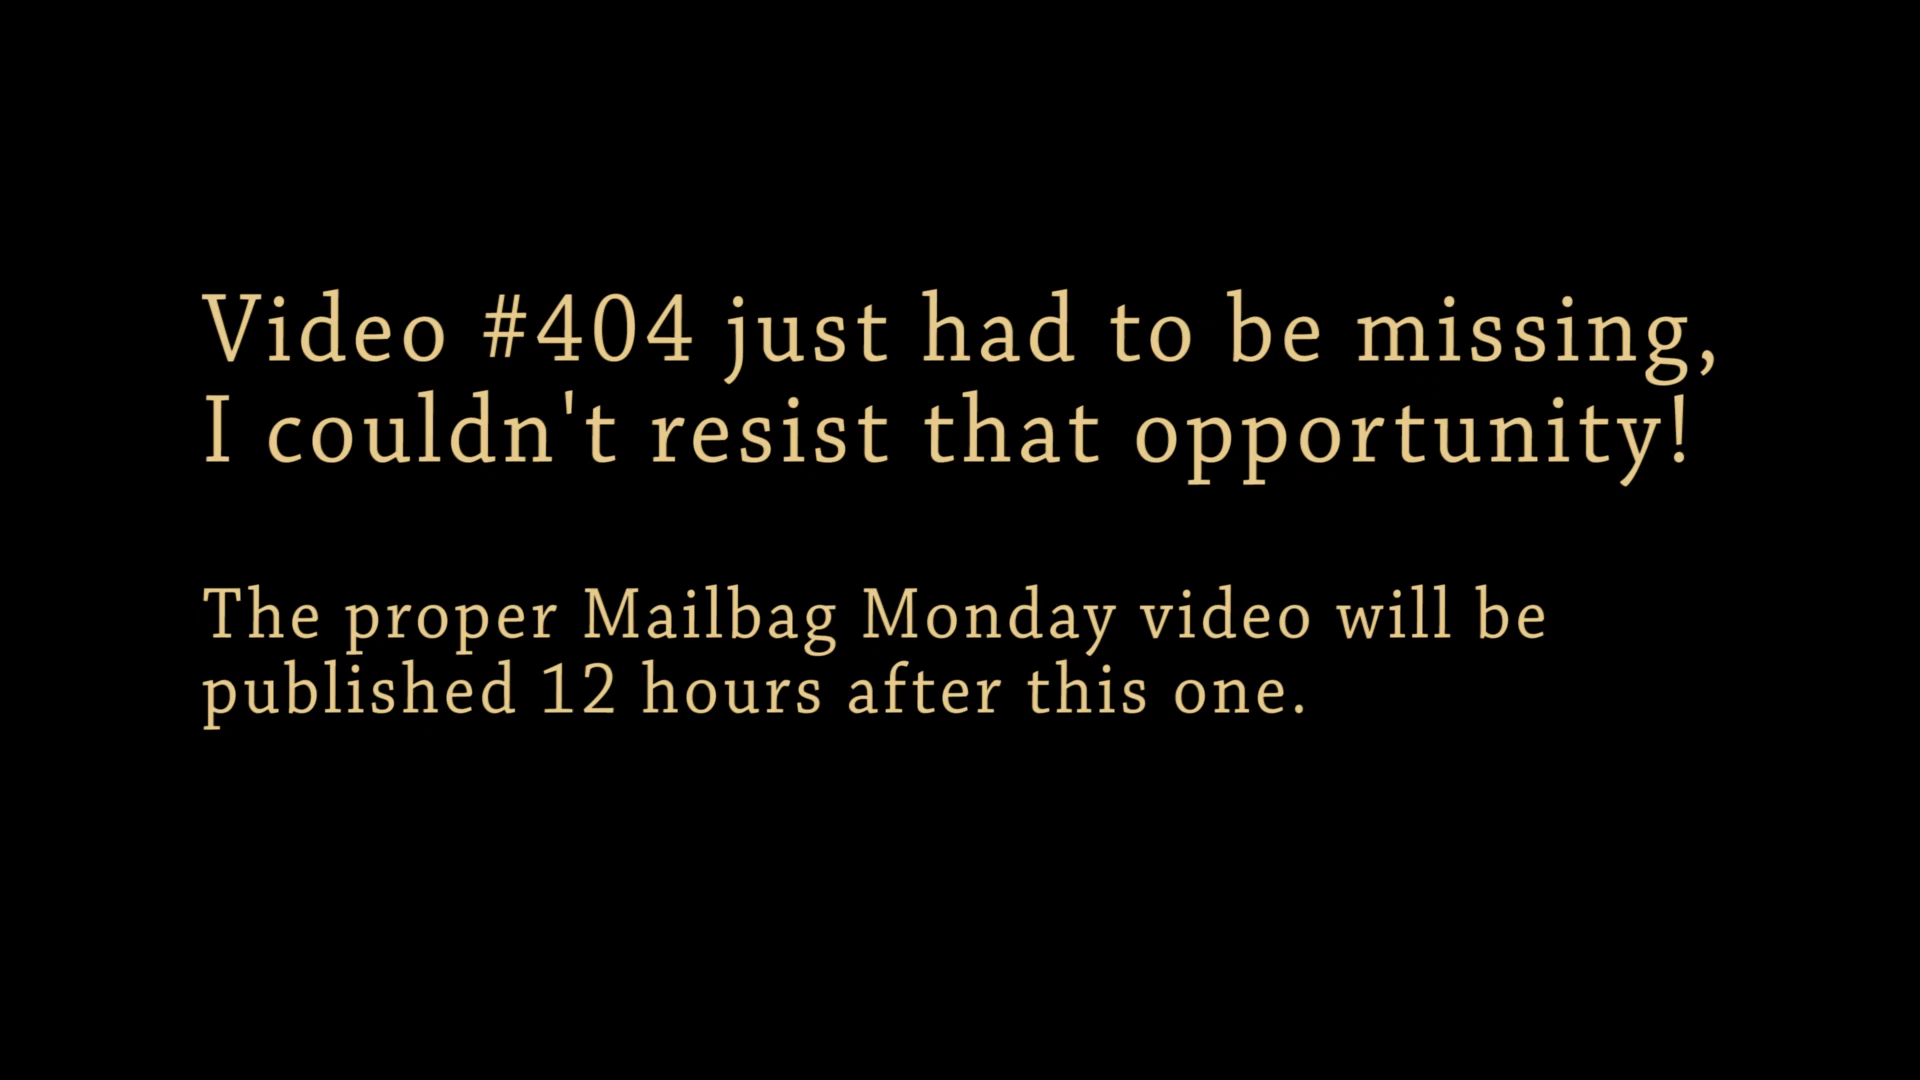 Video #404 just had to be missing,
I couldn't resist that opportunity!
The proper Mailbag Monday video will be
published 12 hours after this one.